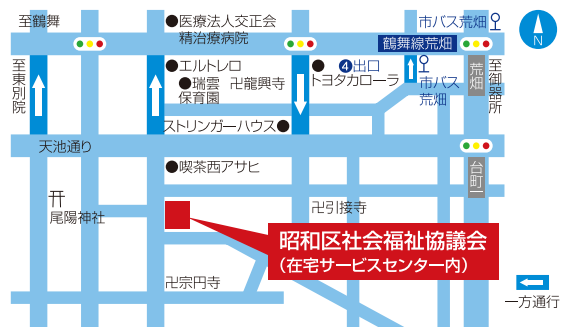 至鶴舞
●医療法人交正会
精治療病院
市バス荒畑
鶴舞線荒畑
N
至東別院
●エルトレロ
●瑞雲
保育園
卍龍興寺
●
トヨタカローラ
❹出口
市バス
荒畑
荒畑
至御器所
ストリンガーハウス●
天池通り
●喫茶西アサヒ
台町一
尾陽神社
卍引接寺
昭和区社会福祉協議会
(在宅サービスセンター内)
卍宗円寺
一方通行